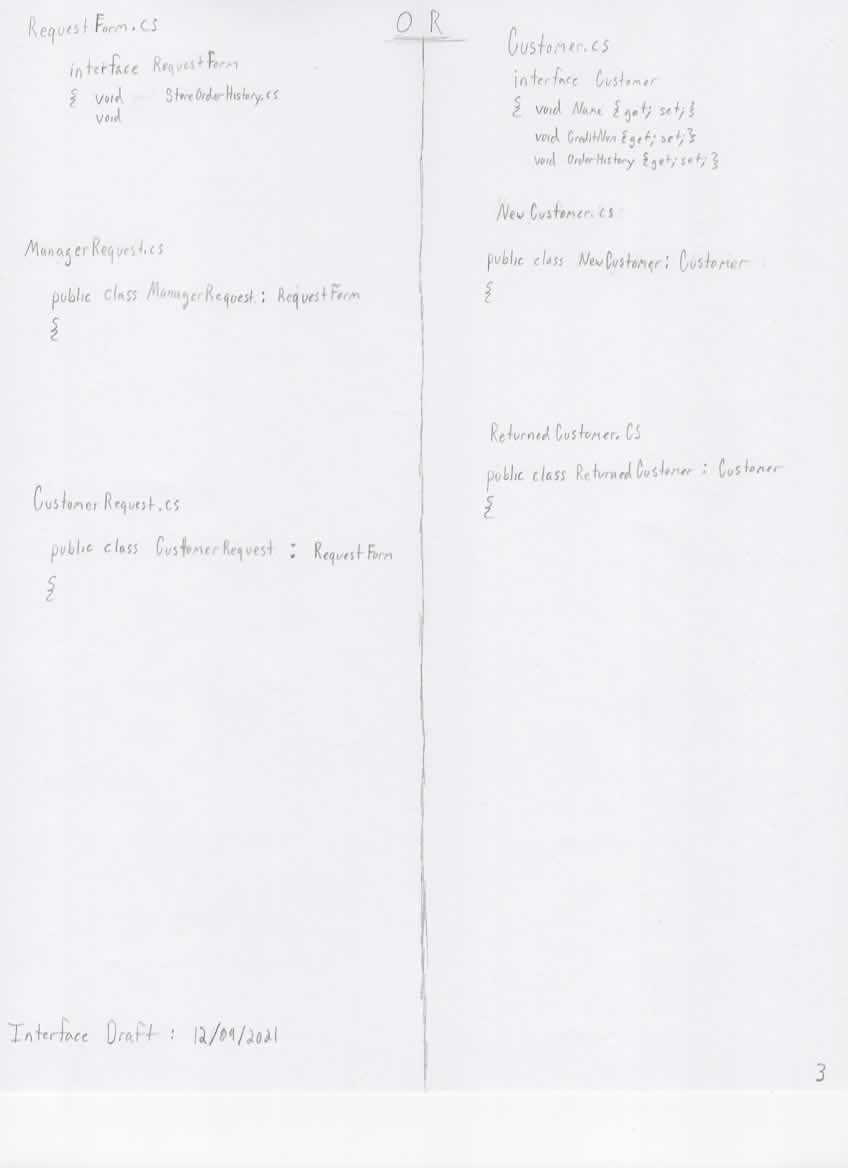 O R
RequestForm.cs
interface RequestForm
{ void StoreOrderHistory.cs
void
ManagerRequest.cs
public class ManagerRequest : RequestForm
{
CustomerRequest.cs
public class CustomerRequest : RequestForm
{
Customer.cs
interface Customer
{ void Name {get; set;}
void CreditNum {get; set;}
void OrderHistory {get; set;}
NewCustomer.cs
public class NewCustomer : Customer
{
ReturnedCustomer.CS
public class ReturnedCustomer : Customer
{
Interface Draft : 12/09/2021
3